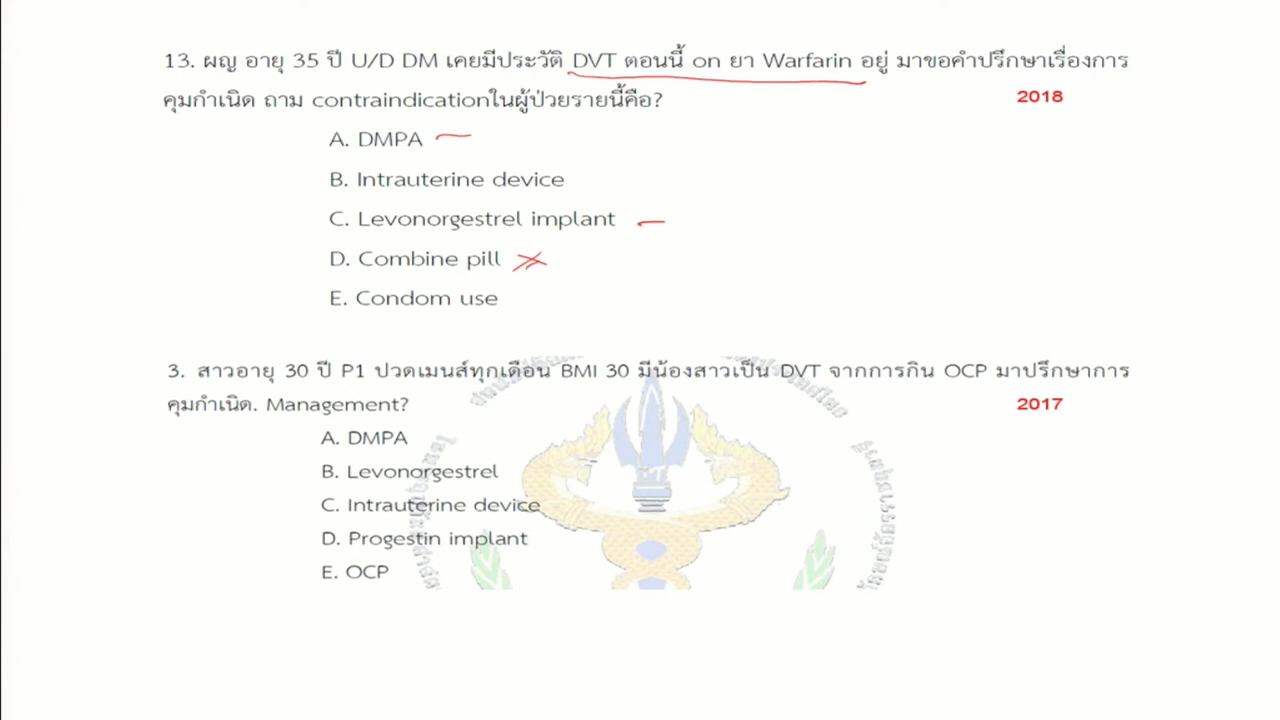 13. ผญ อายุ 35 ปี U/D DM เคยมีประวัติ DVT ตอนนี้ on ยา Warfarin อยู่ มาขอคำปรึกษาเรื่องการ
คุมกำเนิด ถาม contraindicationในผู้ป่วยรายนี้คือ?
2018
A. DMPA
B. Intrauterine device
C. Levonorgestrel implant
D. Combine pill
E. Condom use
3. สาวอายุ 30 ปี P1 ปวดเมนส์ทุกเดือน BMI 30 มีน้องสาวเป็น DVT จากการกิน OCP มาปรึกษาการ
คุมกำเนิด. Management?
2017
A. DMPA
B. Levonorgestrel
C. Intrauterine device
D. Progestin implant
E. OCP